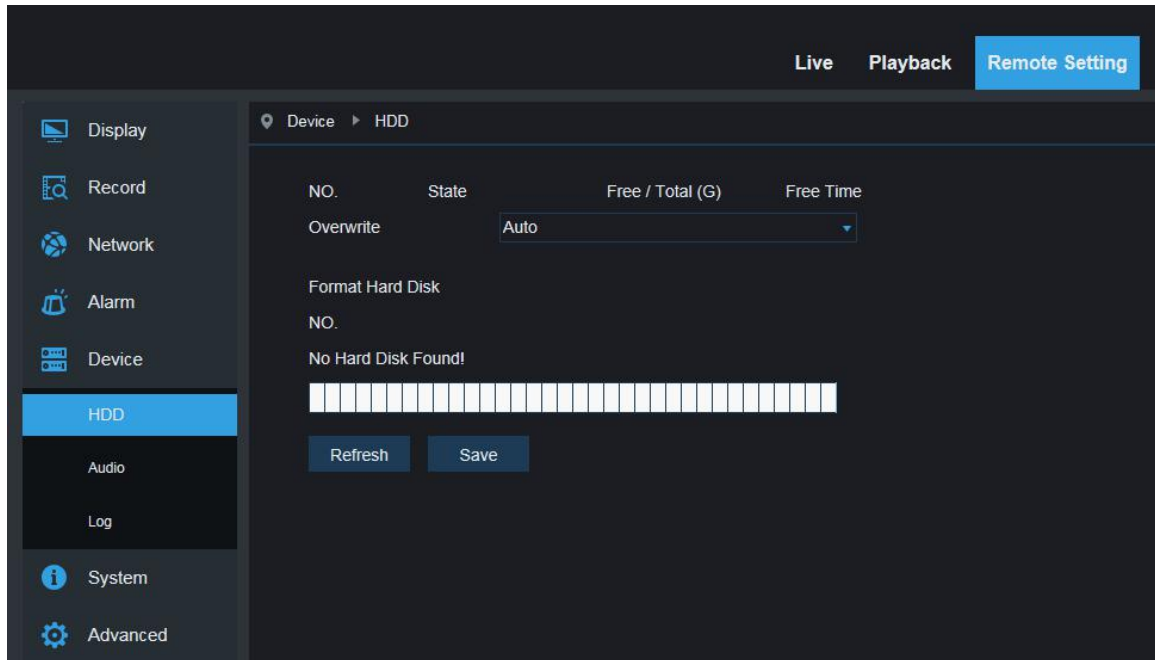 Live Playback Remote Setting
Display
Record
Network
Alarm
Device
HDD
Audio
Log
System
Advanced
Device HDD
NO. State Free / Total (G) Free Time
Overwrite Auto
Format Hard Disk
NO.
No Hard Disk Found!
Refresh Save